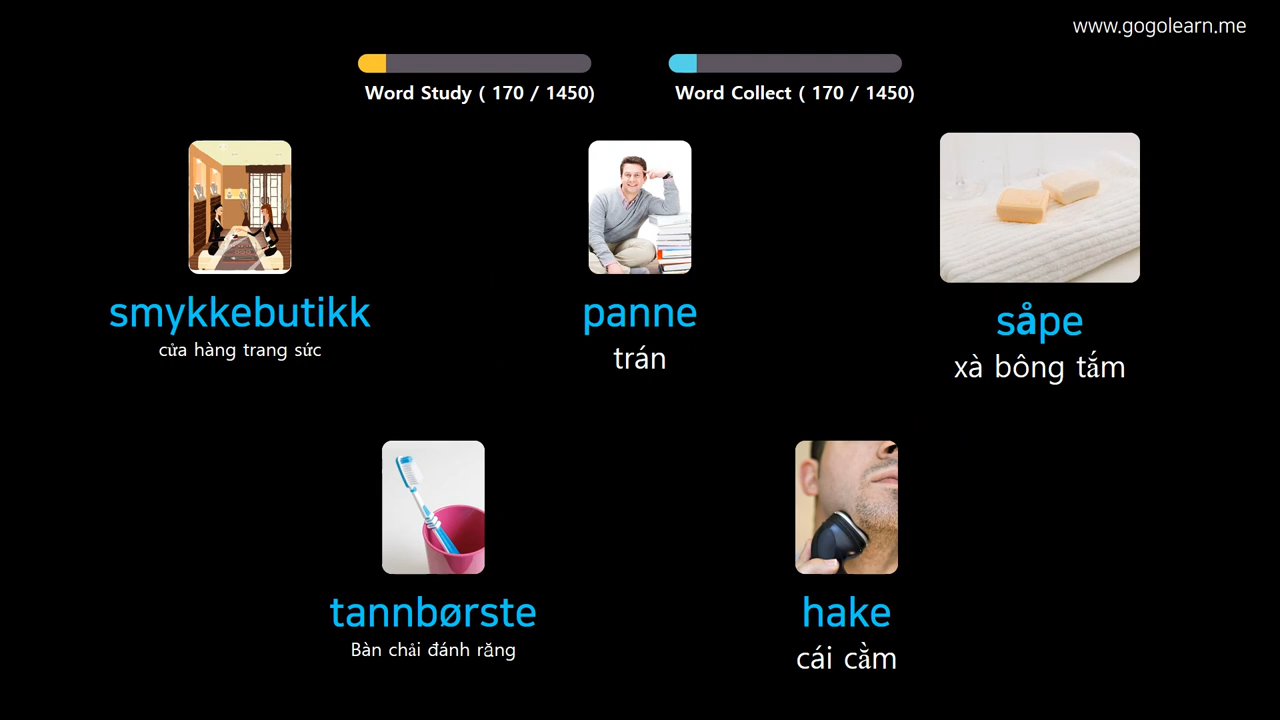 www.gogolearn.me
Word Study ( 170 / 1450)
Word Collect ( 170 / 1450)
smykkebutikk
cửa hàng trang sức
panne
trán
såpe
xà bông tắm
tannbørste
Bàn chải đánh răng
hake
cái cằm